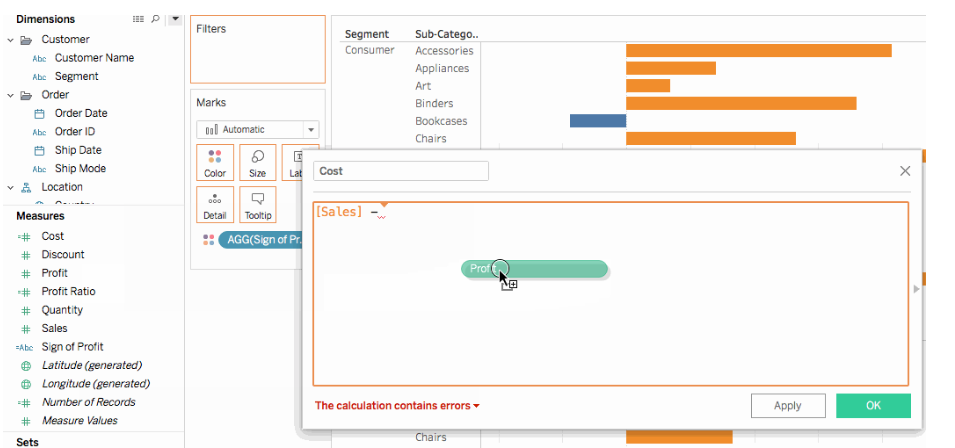 Dimensions
Customer
Abc Customer Name
Abc Segment
Order
Order Date
Abc Order ID
Ship Date
Abc Ship Mode
Location
Measures
Cost
Discount
Profit
Profit Ratio
Quantity
Sales
Abc Sign of Profit
Latitude (generated)
Longitude (generated)
Number of Records
Measure Values
Sets
Filters
Marks
Automatic
Color Size
Detail Tooltip
AGG(Sign of Pr..
Segment Sub-Catego..
Consumer Accessories
Appliances
Art
Binders
Bookcases
Chairs
Cost
[Sales] –
Profit
The calculation contains errors
Apply OK
Chairs